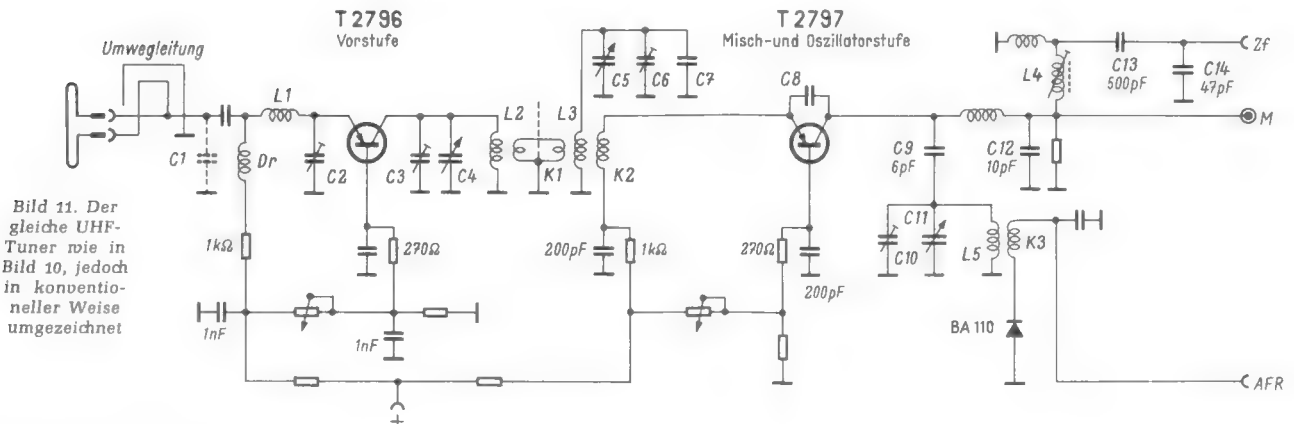 T 2796
Vorstufe
T 2797
Misch- und Oszillatorstufe
Umwegleitung
C1
Dr
L1
C2
C3
C4
L2
K1
L3
K2
C5
C6
C7
C8
C9
6pF
C12
10pF
L4
C13
500pF
C14
47pF
Zf
M
C10
C11
L5
K3
1kΩ
270Ω
200pF
1kΩ
270Ω
200pF
1nF
1nF
BA 110
AFR
+
Bild 11. Der
gleiche UHF-
Tuner wie in
Bild 10, jedoch
in konventio-
neller Weise
umgezeichnet